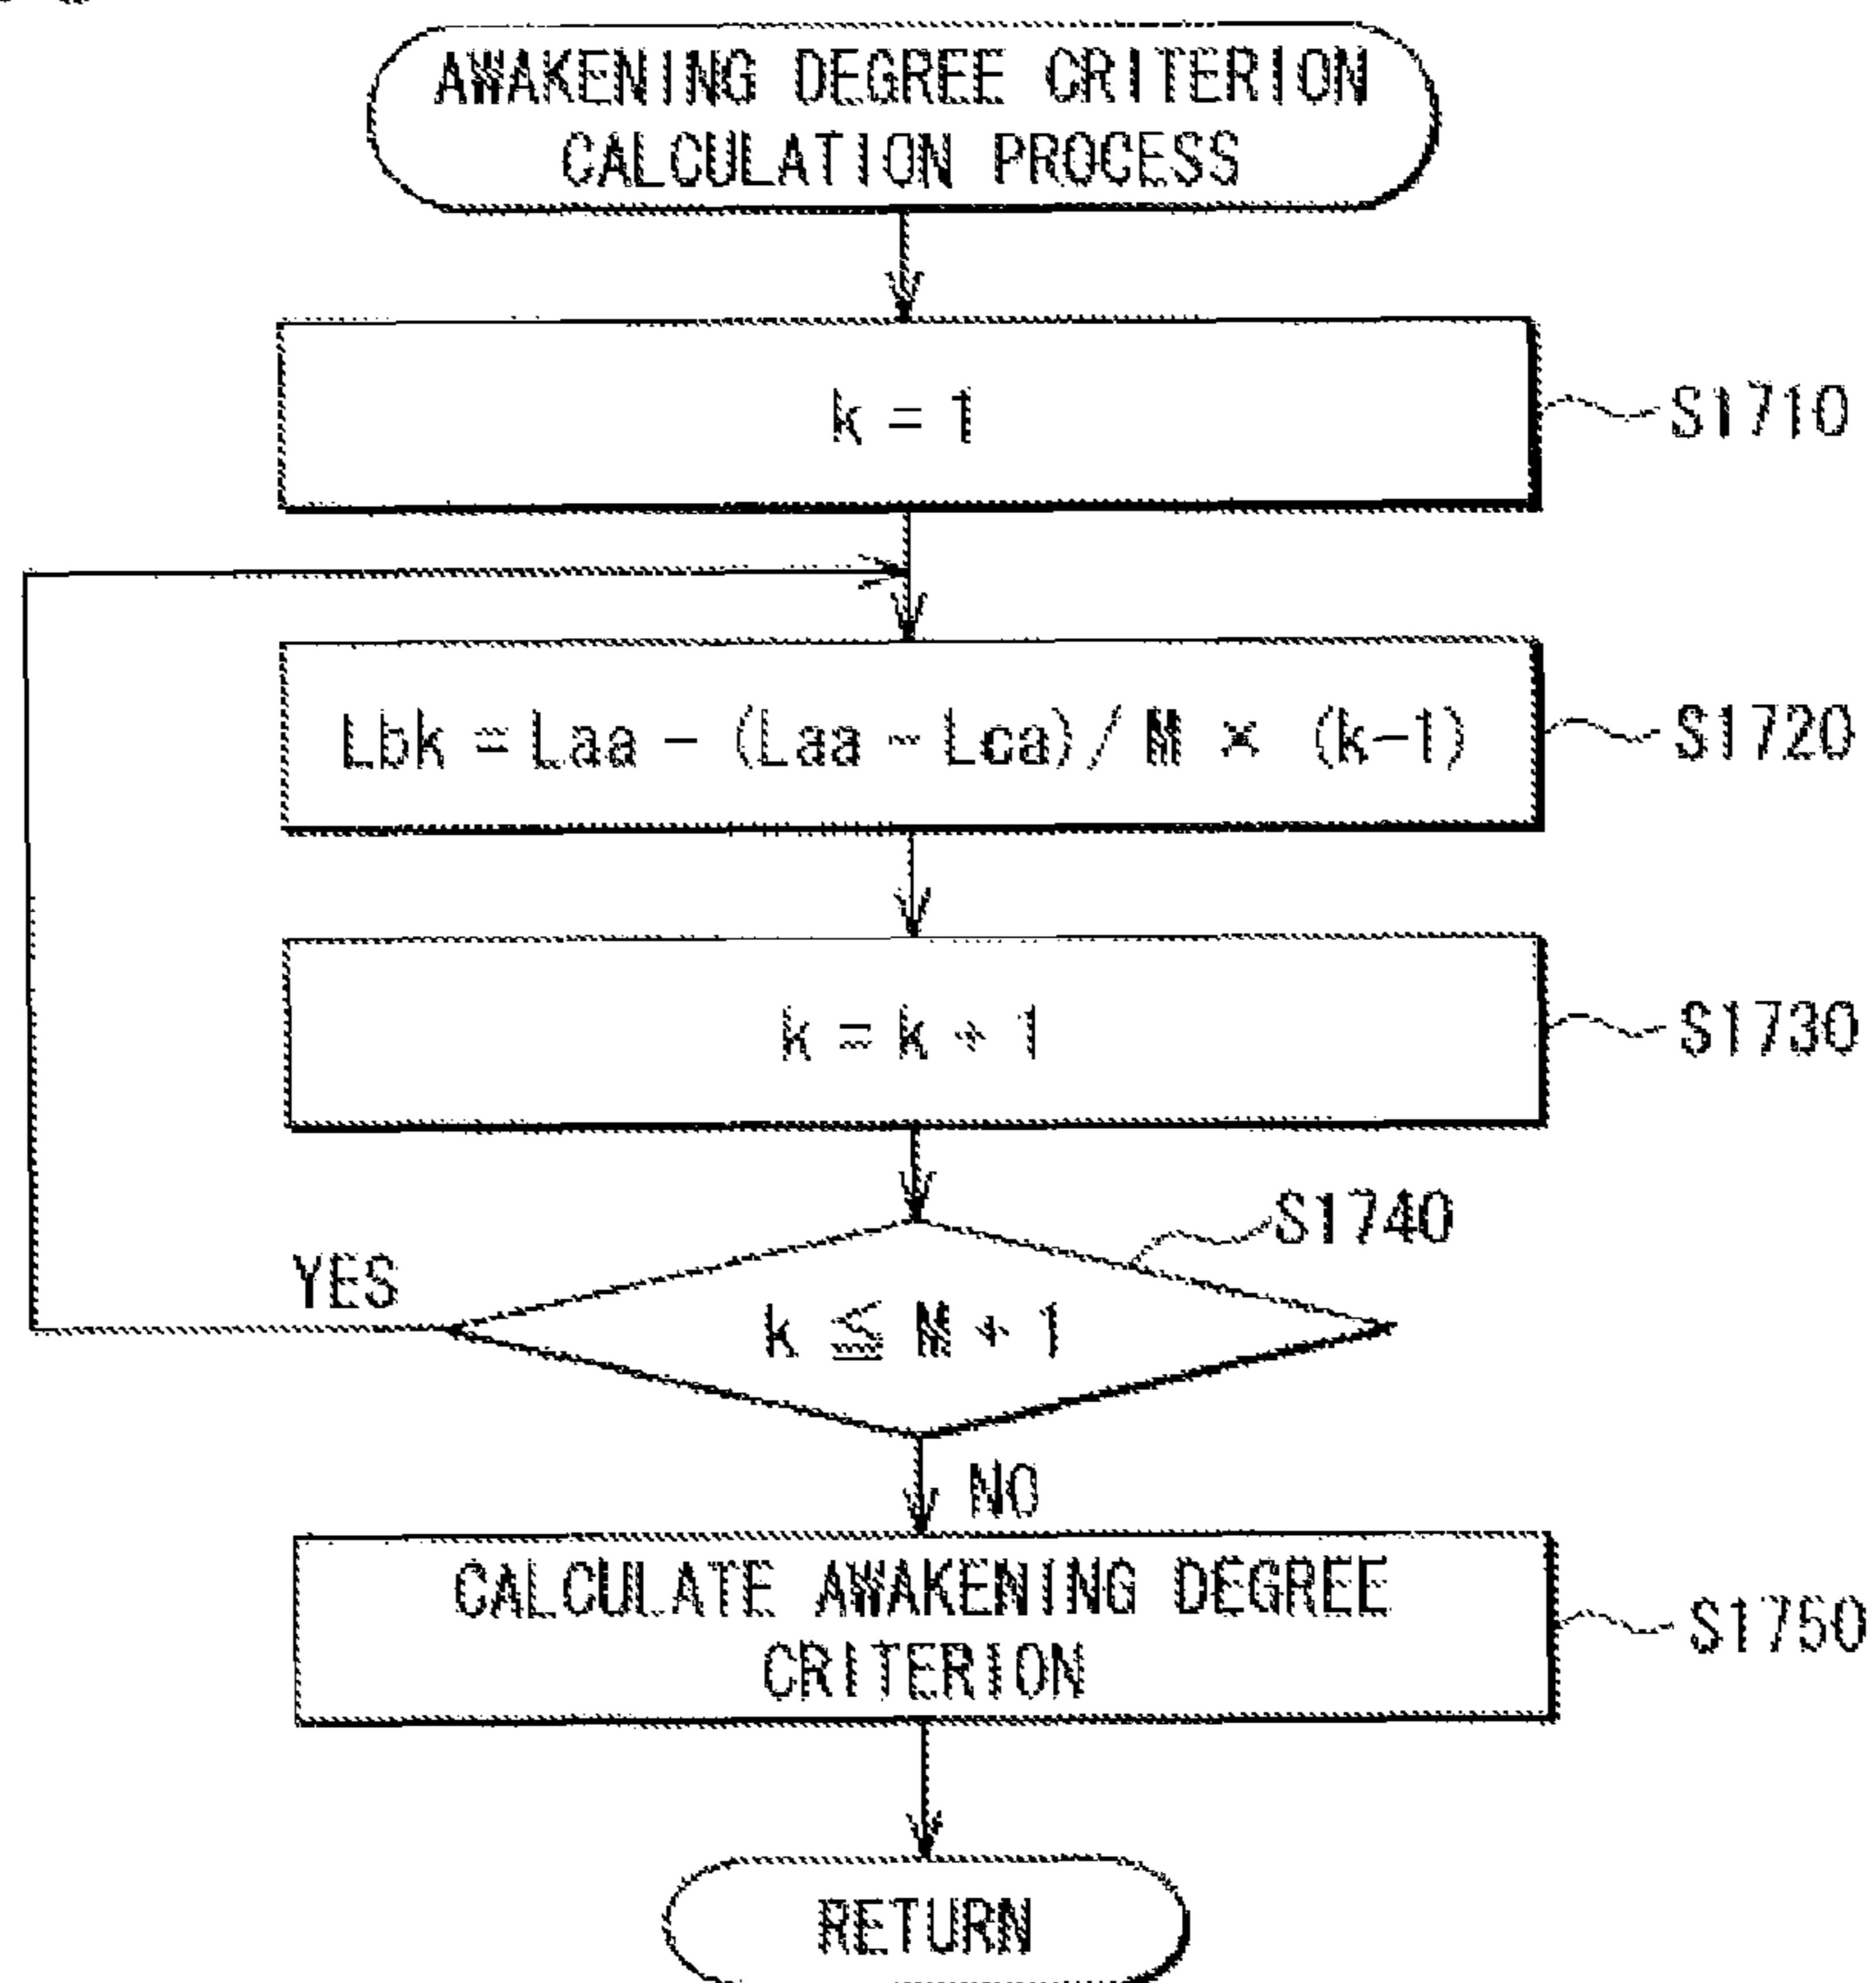 AWAKENING DEGREE CRITERION
CALCULATION PROCESS
k = 1
S1710
Lbk = Laa - (Laa - Lca) / M × (k-1)
S1720
k = k + 1
S1730
S1740
YES
k ≦ M + 1
NO
CALCULATE AWAKENING DEGREE
CRITERION
S1750
RETURN